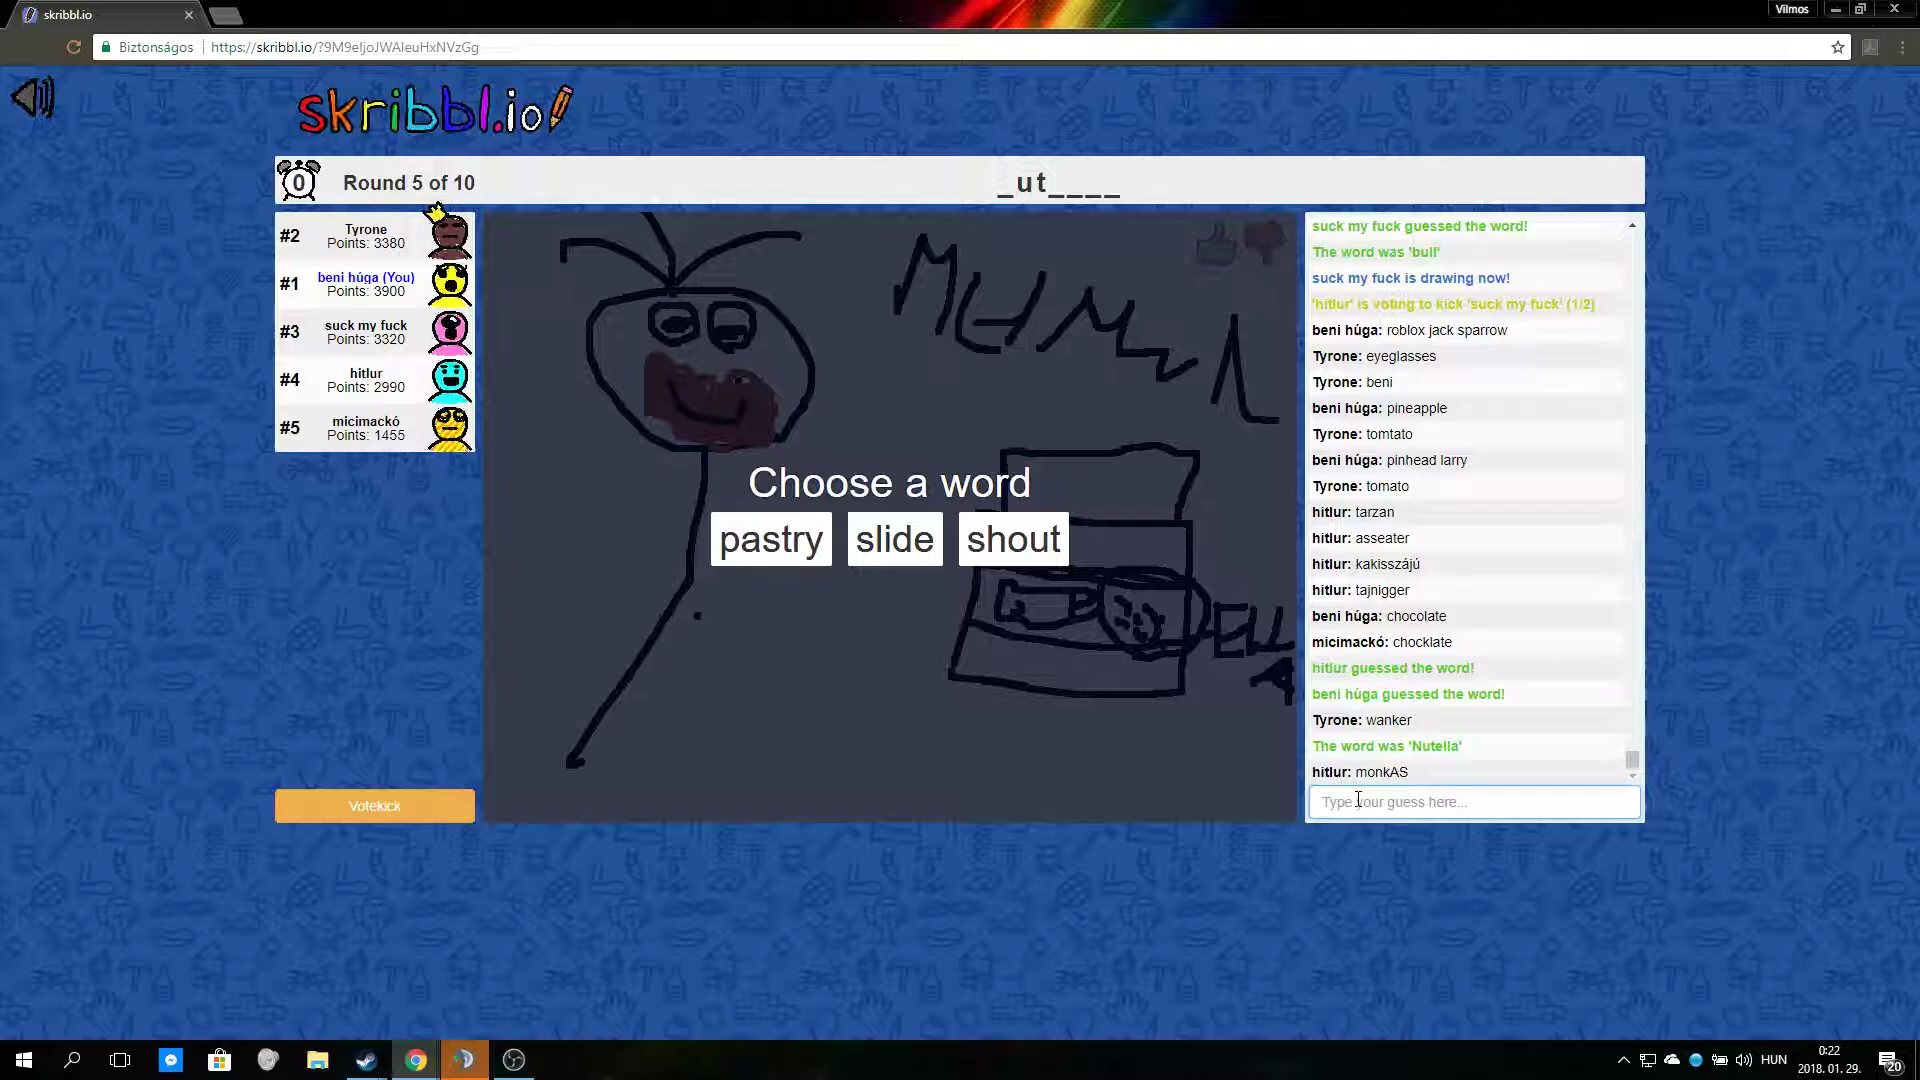 skribbl.io
Vilmos
Biztonságos
https://skribbl.io/?9M9eIjoJWAleuHxNVzGg
skribbl.io
0
Round 5 of 10
_ut____
#2
Tyrone
Points: 3380
#1
beni húga (You)
Points: 3900
#3
suck my fuck
Points: 3320
#4
hitlur
Points: 2990
#5
micimackó
Points: 1455
Votekick
Choose a word
pastry
slide
shout
suck my fuck guessed the word!
The word was 'bull'
suck my fuck is drawing now!
'hitlur' is voting to kick 'suck my fuck' (1/2)
beni húga: roblox jack sparrow
Tyrone: eyeglasses
Tyrone: beni
beni húga: pineapple
Tyrone: tomtato
beni húga: pinhead larry
Tyrone: tomato
hitlur: tarzan
hitlur: asseater
hitlur: kakisszájú
hitlur: tajnigger
beni húga: chocolate
micimackó: chocklate
hitlur guessed the word!
beni húga guessed the word!
Tyrone: wanker
The word was 'Nutella'
hitlur: monkAS
Type your guess here...
HUN
0:22
2018. 01. 29.
20